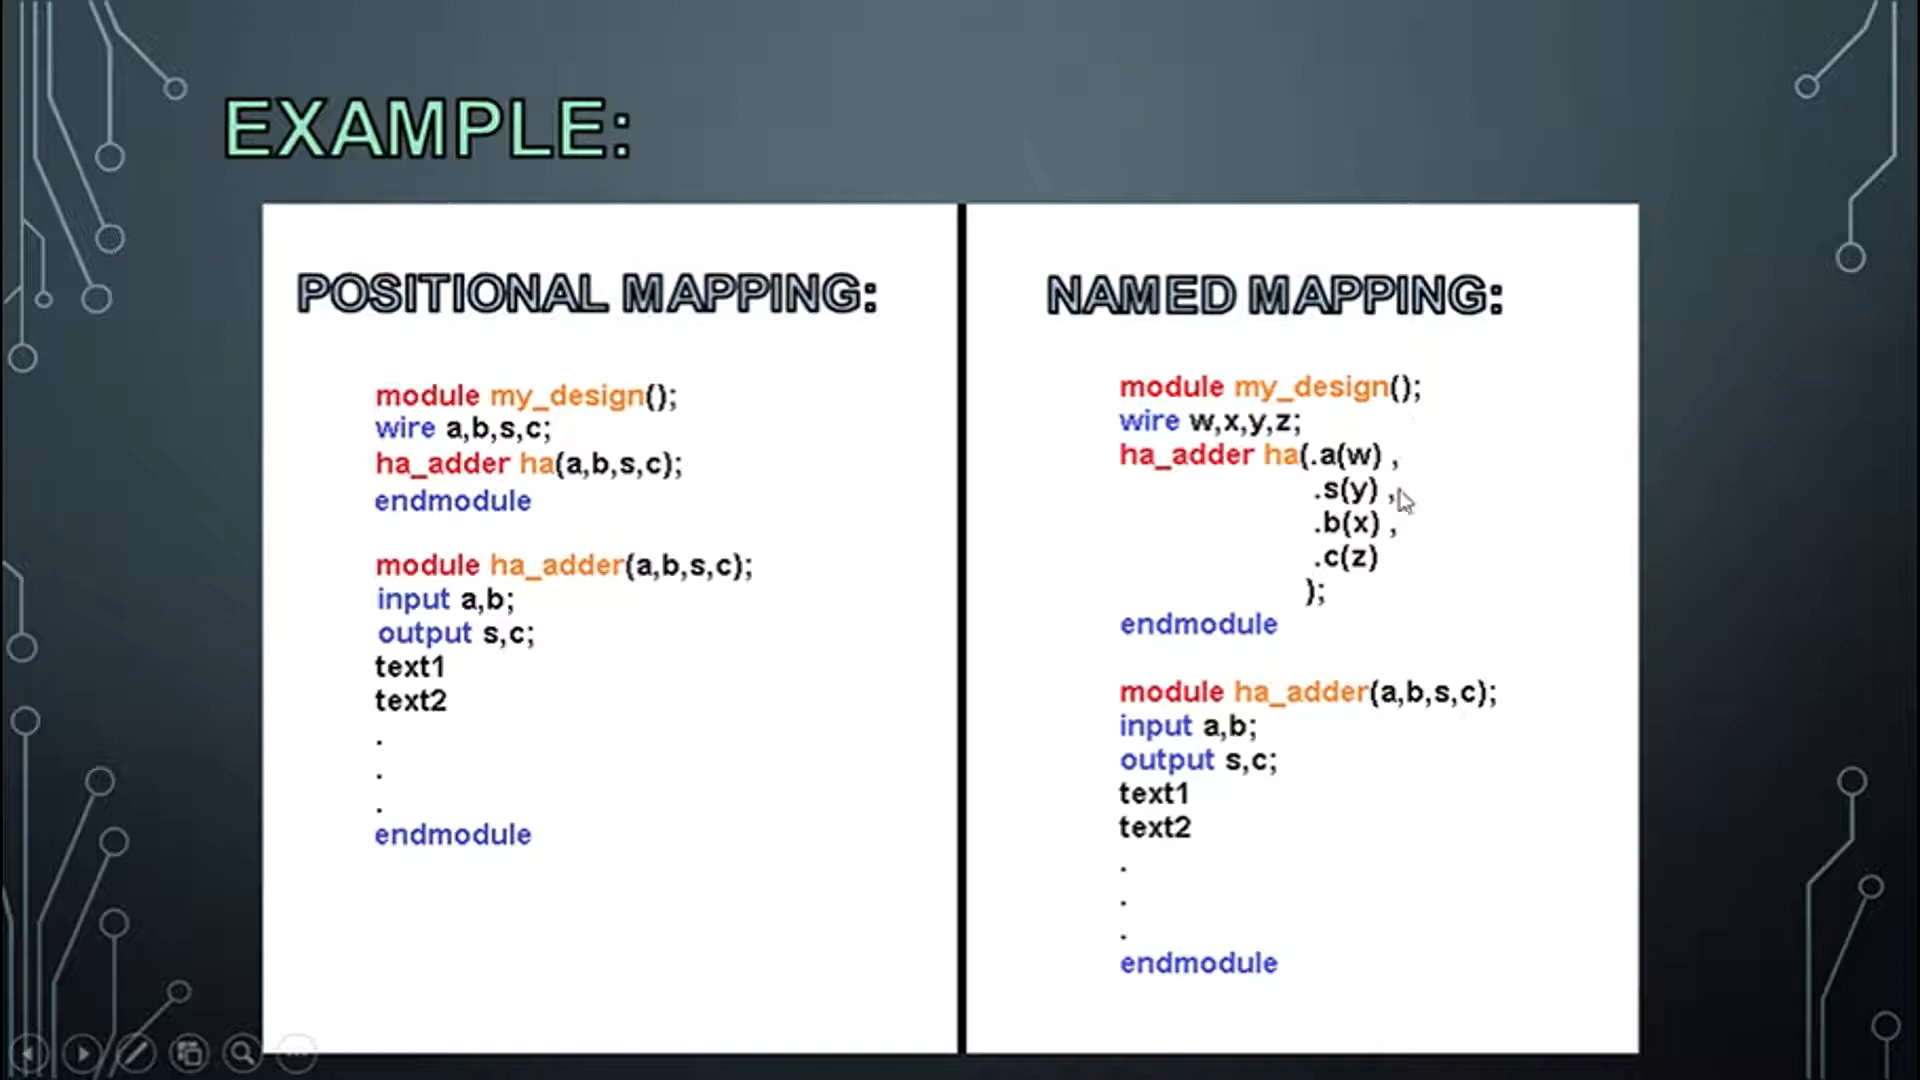 EXAMPLE:
POSITIONAL MAPPING:
module my_design();
wire a,b,s,c;
ha_adder ha(a,b,s,c);
endmodule
module ha_adder(a,b,s,c);
input a,b;
output s,c;
text1
text2
.
.
.
endmodule
NAMED MAPPING:
module my_design();
wire w,x,y,z;
ha_adder ha(.a(w) ,
.s(y) ,
.b(x) ,
.c(z)
);
endmodule
module ha_adder(a,b,s,c);
input a,b;
output s,c;
text1
text2
.
.
.
endmodule